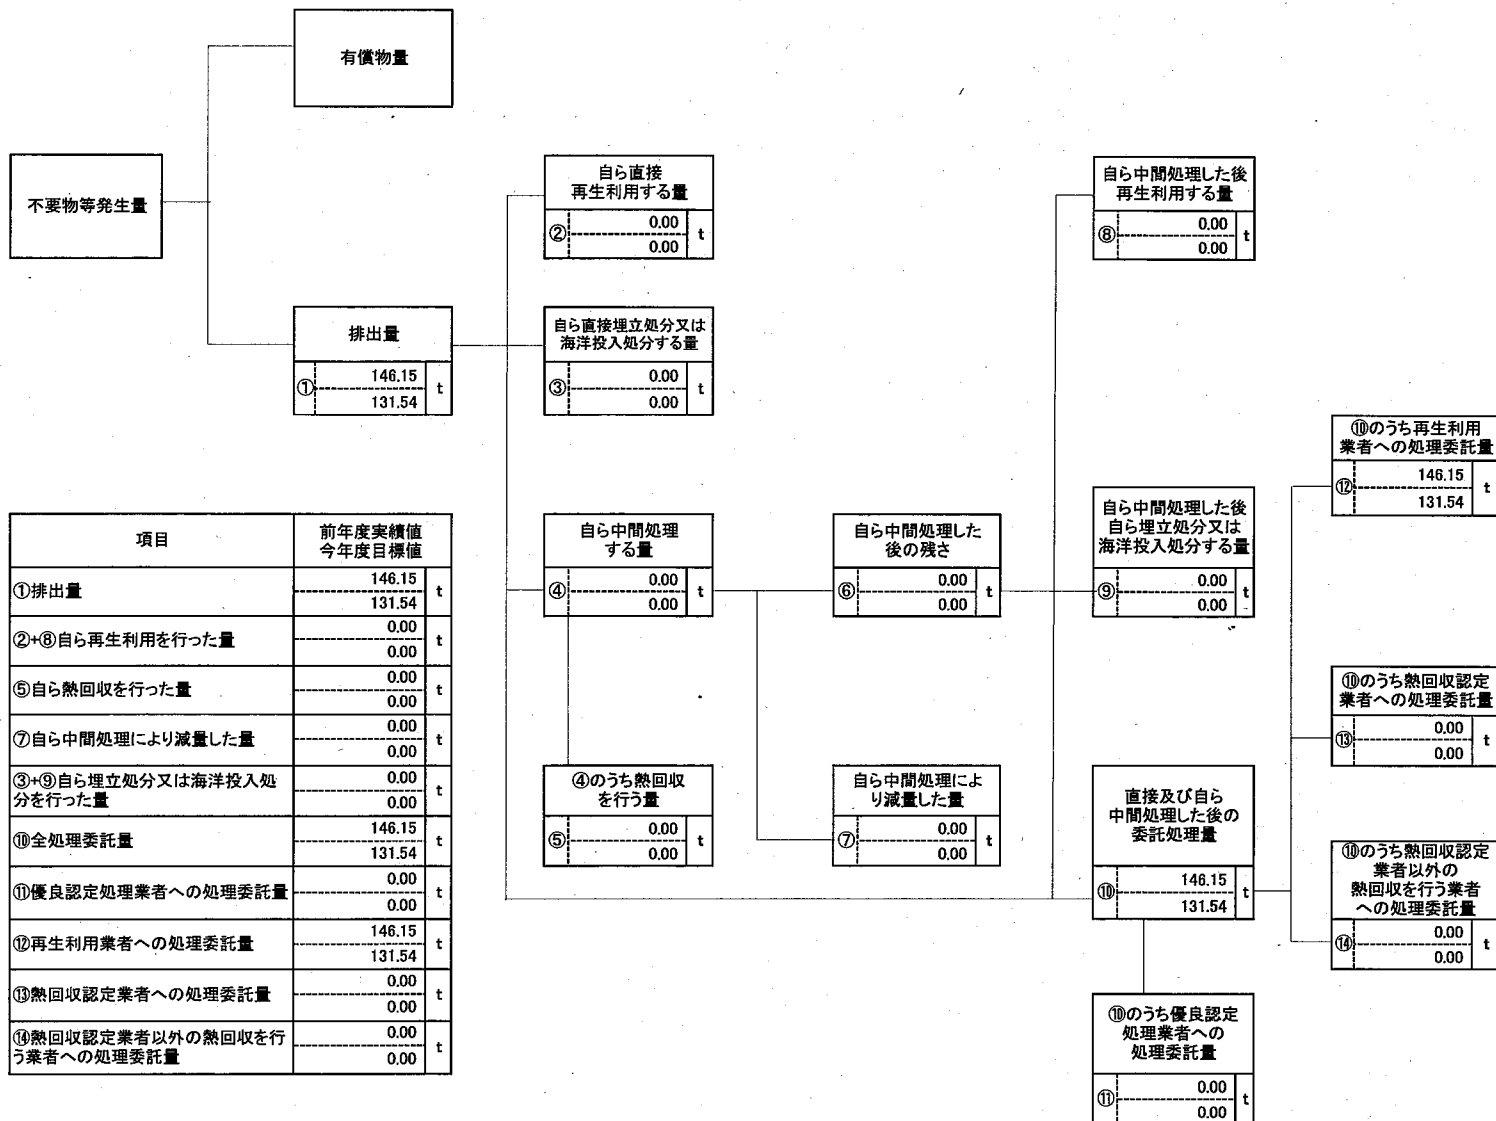 有償物量
不要物等発生量
排出量
①
146.15
131.54
t
自ら直接
再生利用する量
②
0.00
0.00
t
自ら直接埋立処分又は
海洋投入処分する量
③
0.00
0.00
t
自ら中間処理した後
再生利用する量
⑧
0.00
0.00
t
自ら中間処理
する量
④
0.00
0.00
t
自ら中間処理した
後の残さ
⑥
0.00
0.00
t
自ら中間処理した後
自ら埋立処分又は
海洋投入処分する量
⑨
0.00
0.00
t
④のうち熱回収
を行う量
⑤
0.00
0.00
t
自ら中間処理によ
り減量した量
⑦
0.00
0.00
t
直接及び自ら
中間処理した後の
委託処理量
⑩
146.15
131.54
t
⑩のうち優良認定
処理業者への
処理委託量
⑪
0.00
0.00
t
⑩のうち再生利用
業者への処理委託量
⑫
146.15
131.54
t
⑩のうち熱回収認定
業者への処理委託量
⑬
0.00
0.00
t
⑩のうち熱回収認定
業者以外の
熱回収を行う業者
への処理委託量
⑭
0.00
0.00
t
項目
前年度実績値
今年度目標値
①排出量
146.15
131.54
t
②+⑧自ら再生利用を行った量
0.00
0.00
t
⑤自ら熱回収を行った量
0.00
0.00
t
⑦自ら中間処理により減量した量
0.00
0.00
t
③+⑨自ら埋立処分又は海洋投入処
分を行った量
0.00
0.00
t
⑩全処理委託量
146.15
131.54
t
⑪優良認定処理業者への処理委託量
0.00
0.00
t
⑫再生利用業者への処理委託量
146.15
131.54
t
⑬熱回収認定業者への処理委託量
0.00
0.00
t
⑭熱回収認定業者以外の熱回収を行
う業者への処理委託量
0.00
0.00
t